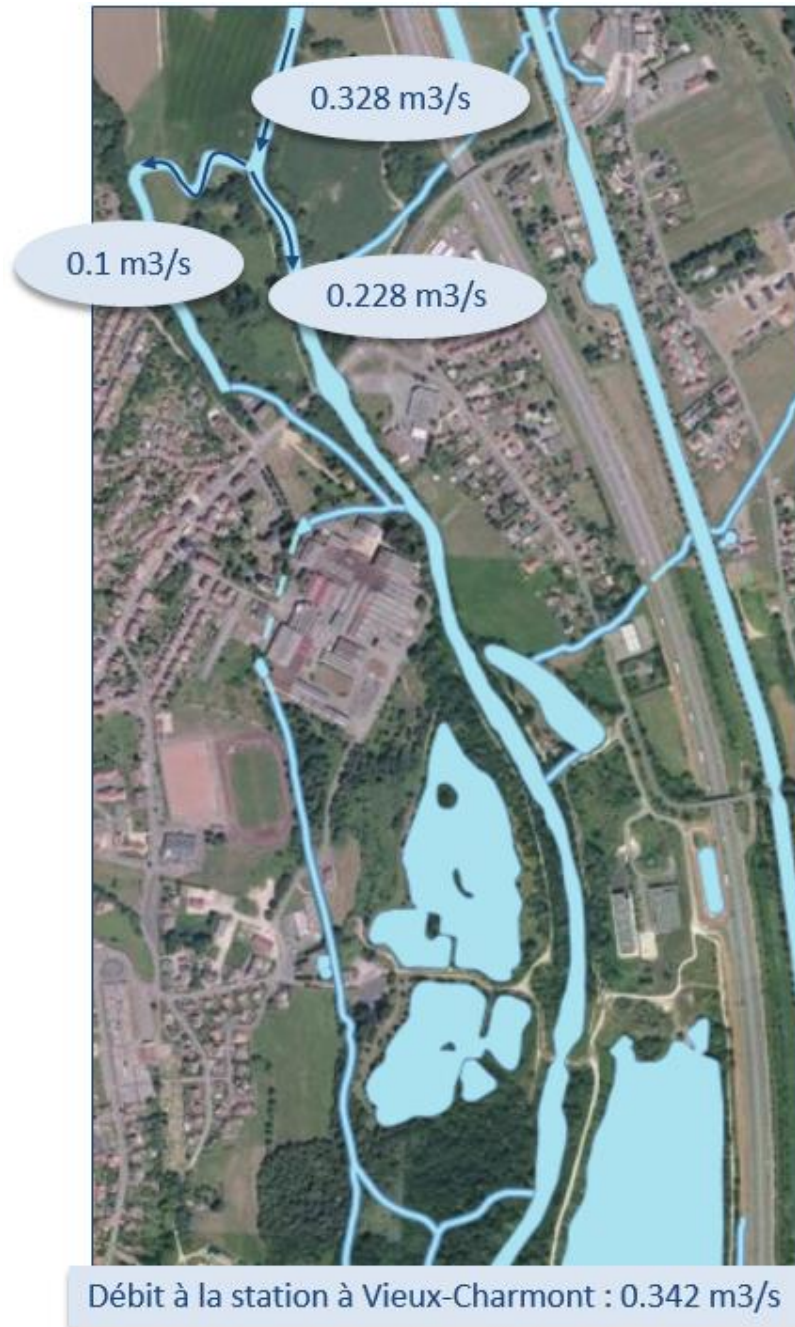 0.328 m3/s
0.1 m3/s
0.228 m3/s
Débit à la station à Vieux-Charmont : 0.342 m3/s